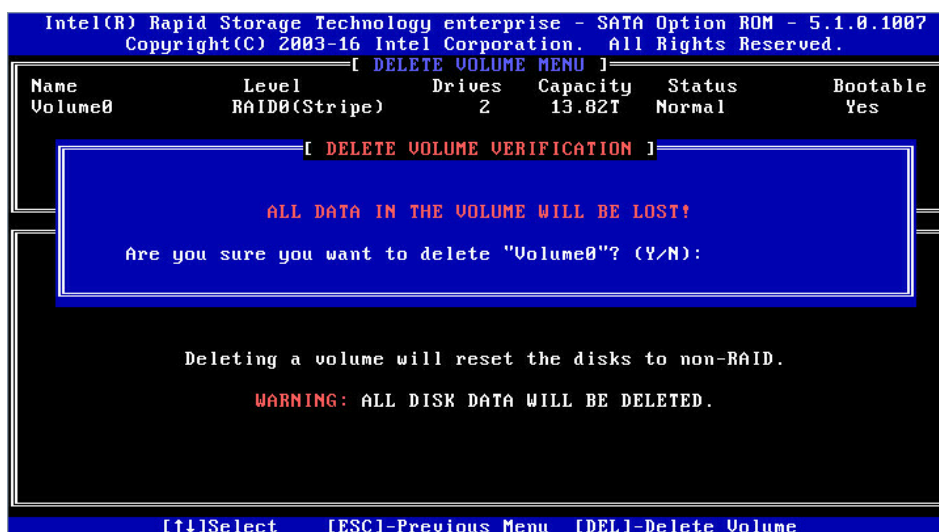 Intel(R) Rapid Storage Technology enterprise - SATA Option ROM - 5.1.0.1007
Copyright(C) 2003-16 Intel Corporation.  All Rights Reserved.
[ DELETE VOLUME MENU ]
Name Level Drives Capacity Status Bootable
Volume0 RAID0(Stripe) 2 13.82T Normal Yes
[ DELETE VOLUME VERIFICATION ]
ALL DATA IN THE VOLUME WILL BE LOST!
Are you sure you want to delete "Volume0"? (Y/N):
Deleting a volume will reset the disks to non-RAID.
WARNING: ALL DISK DATA WILL BE DELETED.
[↑↓]Select [ESC]-Previous Menu [DEL]-Delete Volume